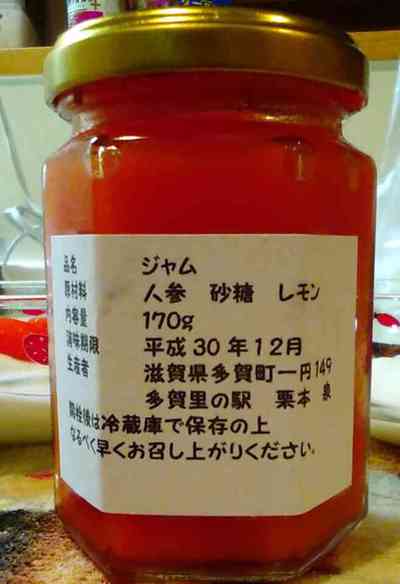 品名 ジャム
原材料 人参 砂糖 レモン
内容量 170g
消味期限 平成30年12月
生産者 滋賀県多賀町一円149
多賀里の駅 栗本 泉
開栓後は冷蔵庫で保存の上
なるべく早くお召し上がりください。